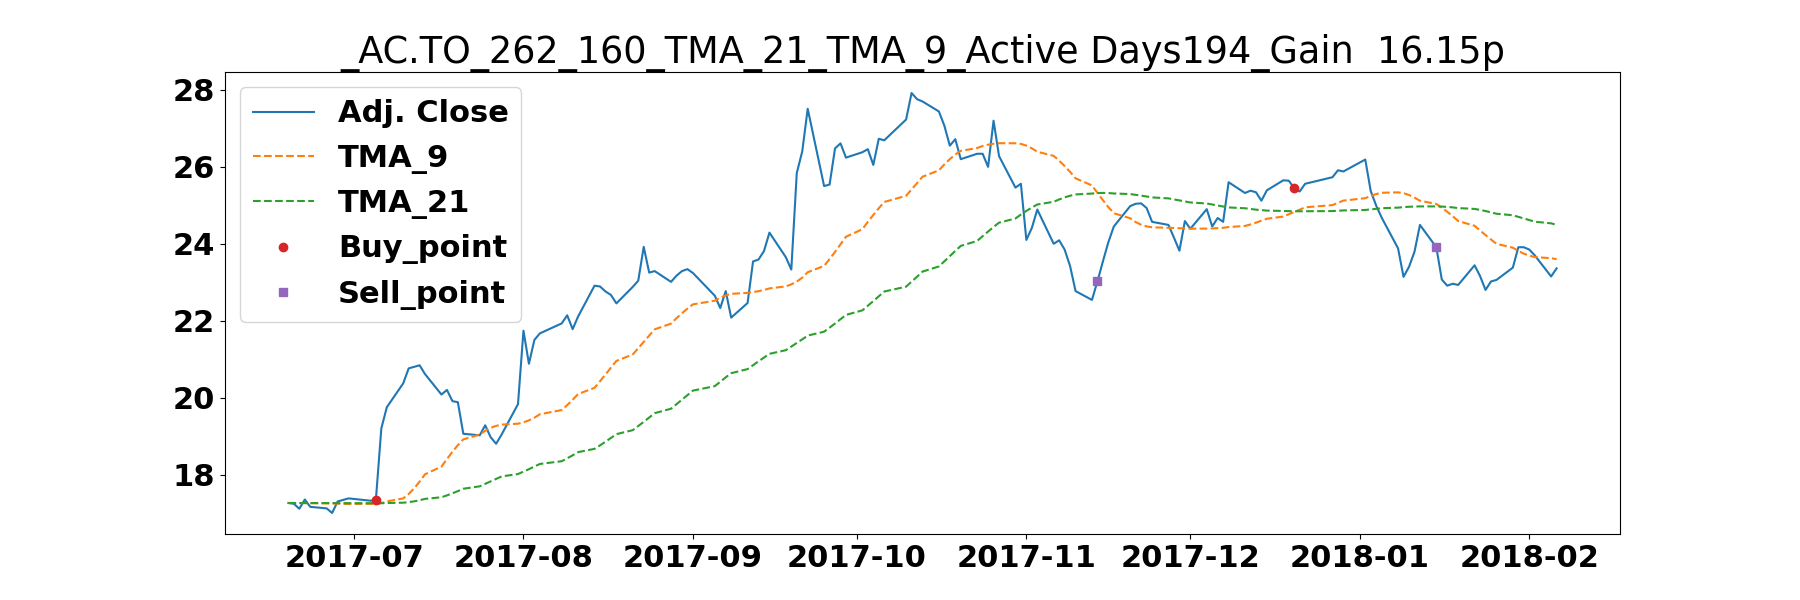 _AC.TO_262_160_TMA_21_TMA_9_Active Days194_Gain  16.15p
28
26
24
22
20
18
Adj. Close
TMA_9
TMA_21
Buy_point
Sell_point
2017-07 2017-08 2017-09 2017-10 2017-11 2017-12 2018-01 2018-02